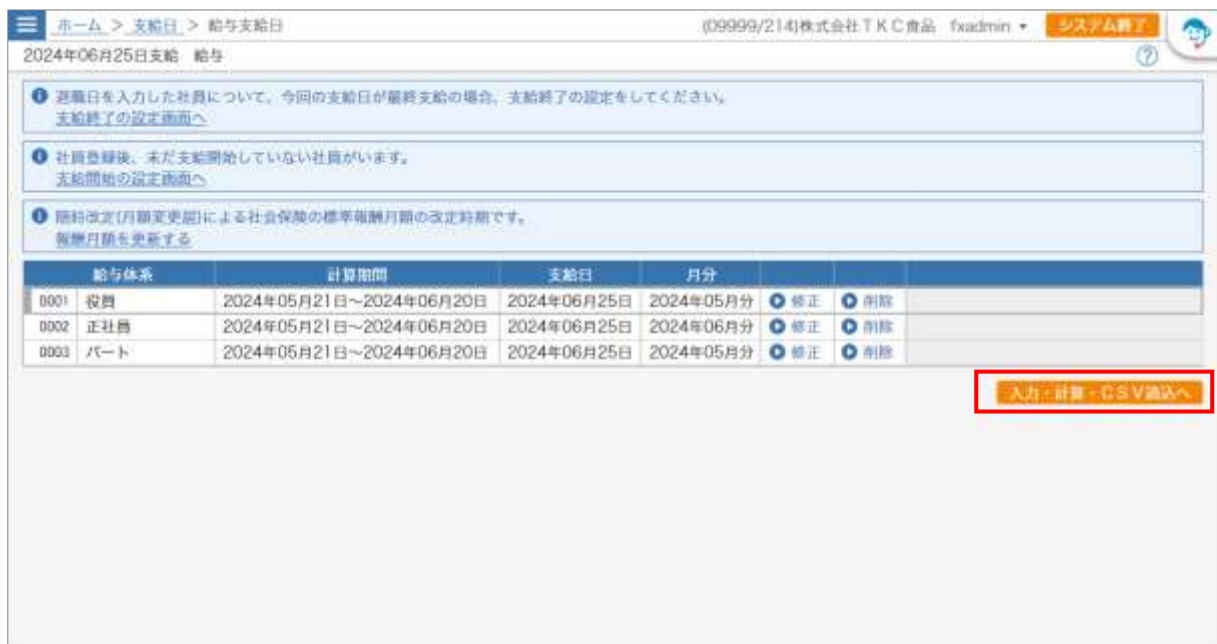 ホーム > 支給日 > 給与支給日
(09999/214)株式会社TKC食品 fxadmin
システム終了
2024年06月25日支給 給与
退職日を入力した社員について、今回の支給日が最終支給の場合、支給終了の設定をしてください。
支給終了の設定画面へ
社員登録後、未だ支給開始していない社員がいます。
支給開始の設定画面へ
随時改定(月額変更届)による社会保険の標準報酬月額の改定時期です。
報酬月額を更新する
給与体系 計算期間 支給日 月分
0001 役員 2024年05月21日～2024年06月20日 2024年06月25日 2024年05月分 修正 削除
0002 正社員 2024年05月21日～2024年06月20日 2024年06月25日 2024年06月分 修正 削除
0003 パート 2024年05月21日～2024年06月20日 2024年06月25日 2024年05月分 修正 削除
入力・計算・CSV読込へ